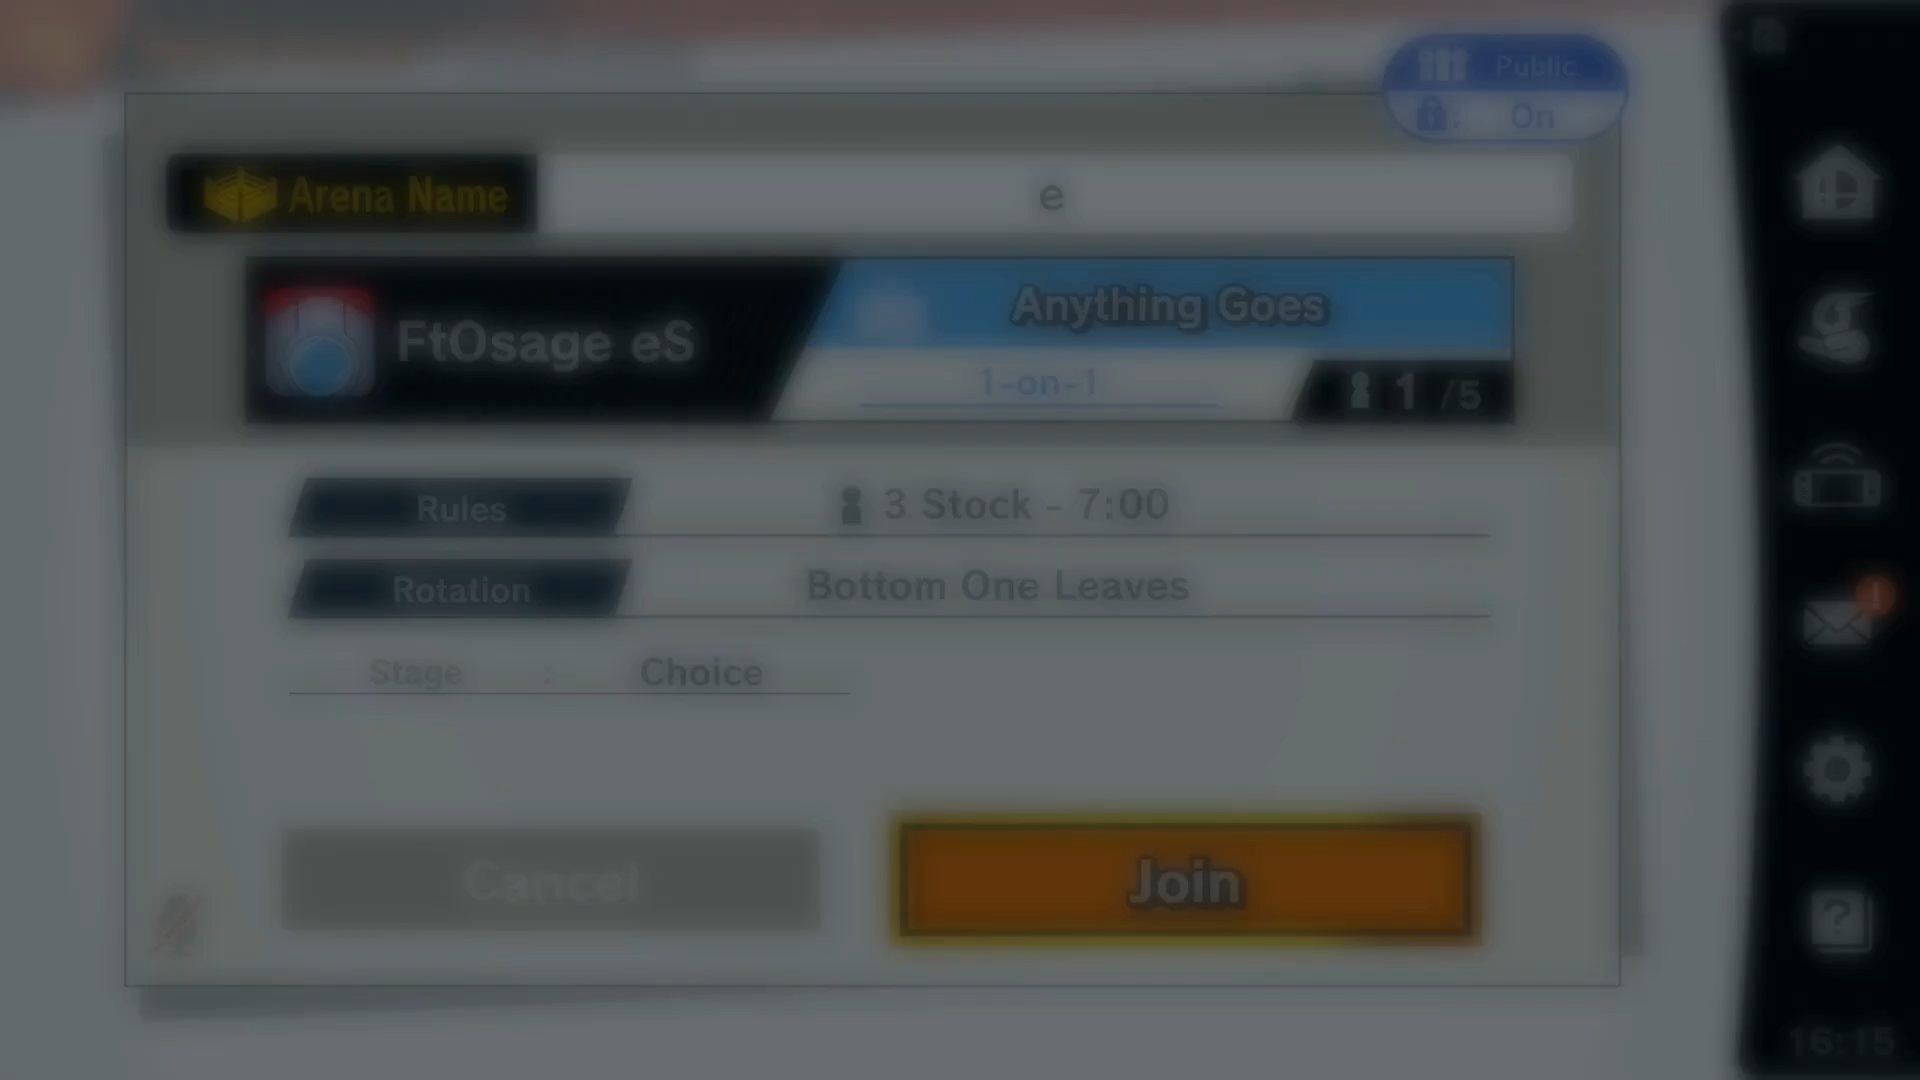 Public
: On
Arena Name
e
FtOsage eS
Anything Goes
1-on-1
1 /5
Rules
3 Stock - 7:00
Rotation
Bottom One Leaves
Stage : Choice
Cancel
Join
!
?
16:15